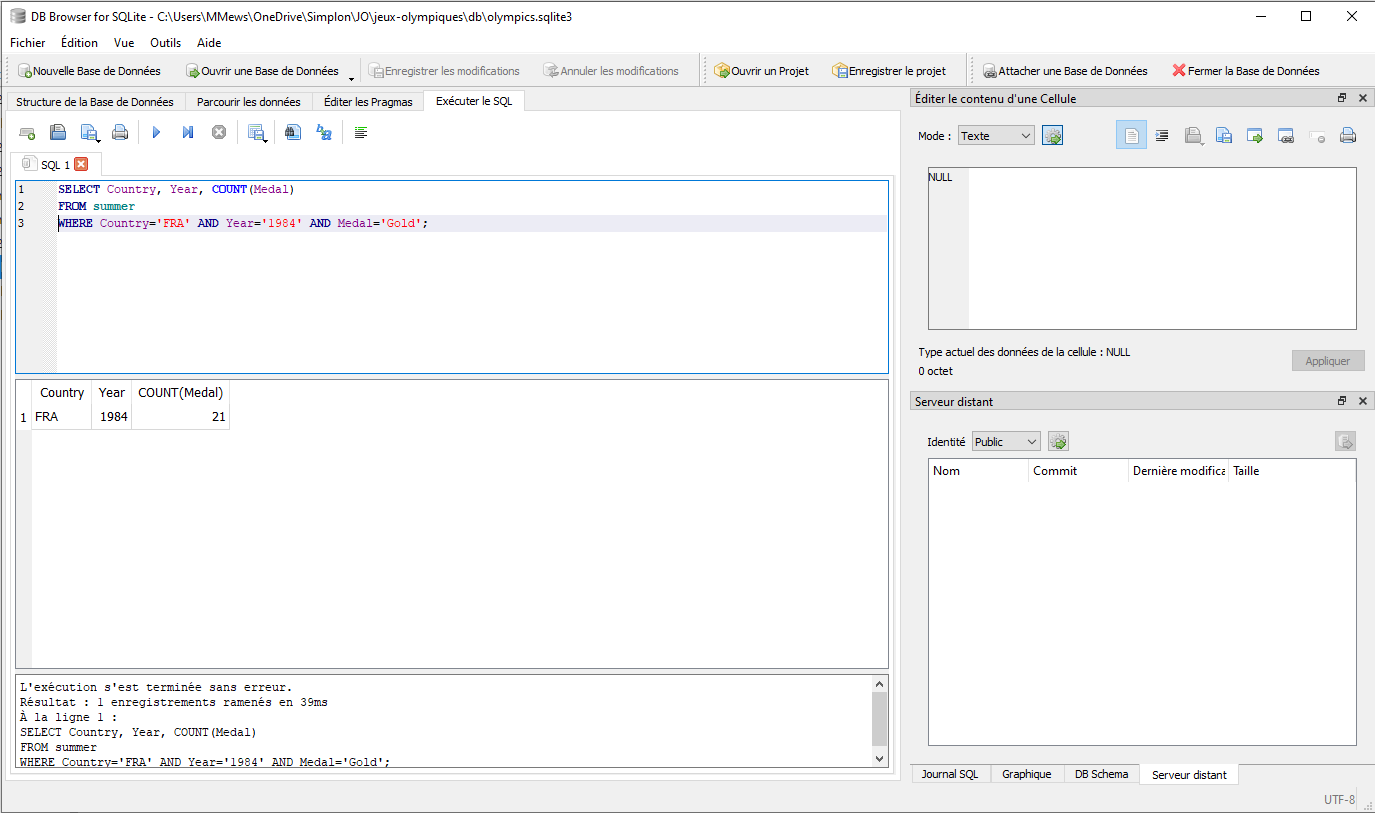 DB Browser for SQLite - C:\Users\MMews\OneDrive\Simplon\JO\jeux-olympiques\db\olympics.sqlite3
Fichier Édition Vue Outils Aide
Nouvelle Base de Données Ouvrir une Base de Données Enregistrer les modifications Annuler les modifications Ouvrir un Projet Enregistrer le projet Attacher une Base de Données Fermer la Base de Données
Structure de la Base de Données Parcourir les données Éditer les Pragmas Exécuter le SQL
SQL 1
1 SELECT Country, Year, COUNT(Medal)
2 FROM summer
3 WHERE Country='FRA' AND Year='1984' AND Medal='Gold';
Country Year COUNT(Medal)
1 FRA 1984 21
L'exécution s'est terminée sans erreur.
Résultat : 1 enregistrements ramenés en 39ms
À la ligne 1 :
SELECT Country, Year, COUNT(Medal)
FROM summer
WHERE Country='FRA' AND Year='1984' AND Medal='Gold';
Éditer le contenu d'une Cellule
Mode : Texte
NULL
Type actuel des données de la cellule : NULL
0 octet
Appliquer
Serveur distant
Identité Public
Nom Commit Dernière modifica Taille
Journal SQL Graphique DB Schema Serveur distant
UTF-8